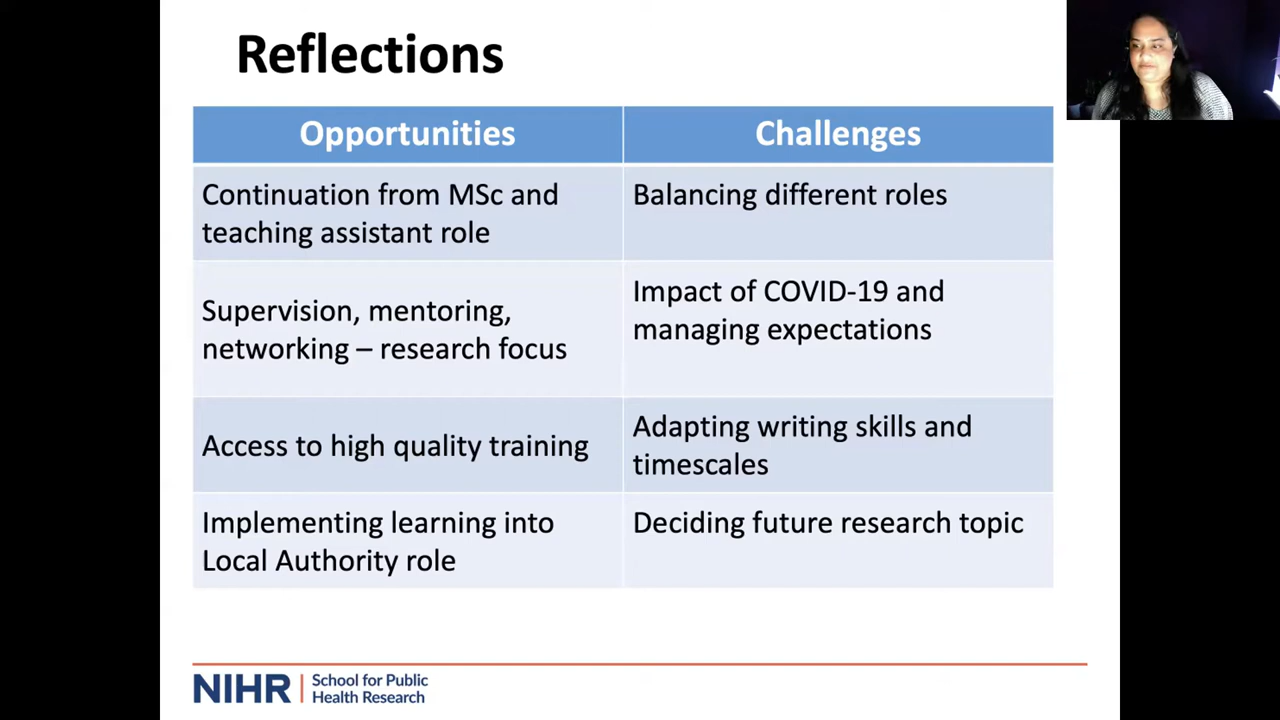 Reflections
Opportunities
Challenges
Continuation from MSc and
teaching assistant role
Balancing different roles
Supervision, mentoring,
networking – research focus
Impact of COVID-19 and
managing expectations
Access to high quality training
Adapting writing skills and
timescales
Implementing learning into
Local Authority role
Deciding future research topic
NIHR
School for Public
Health Research